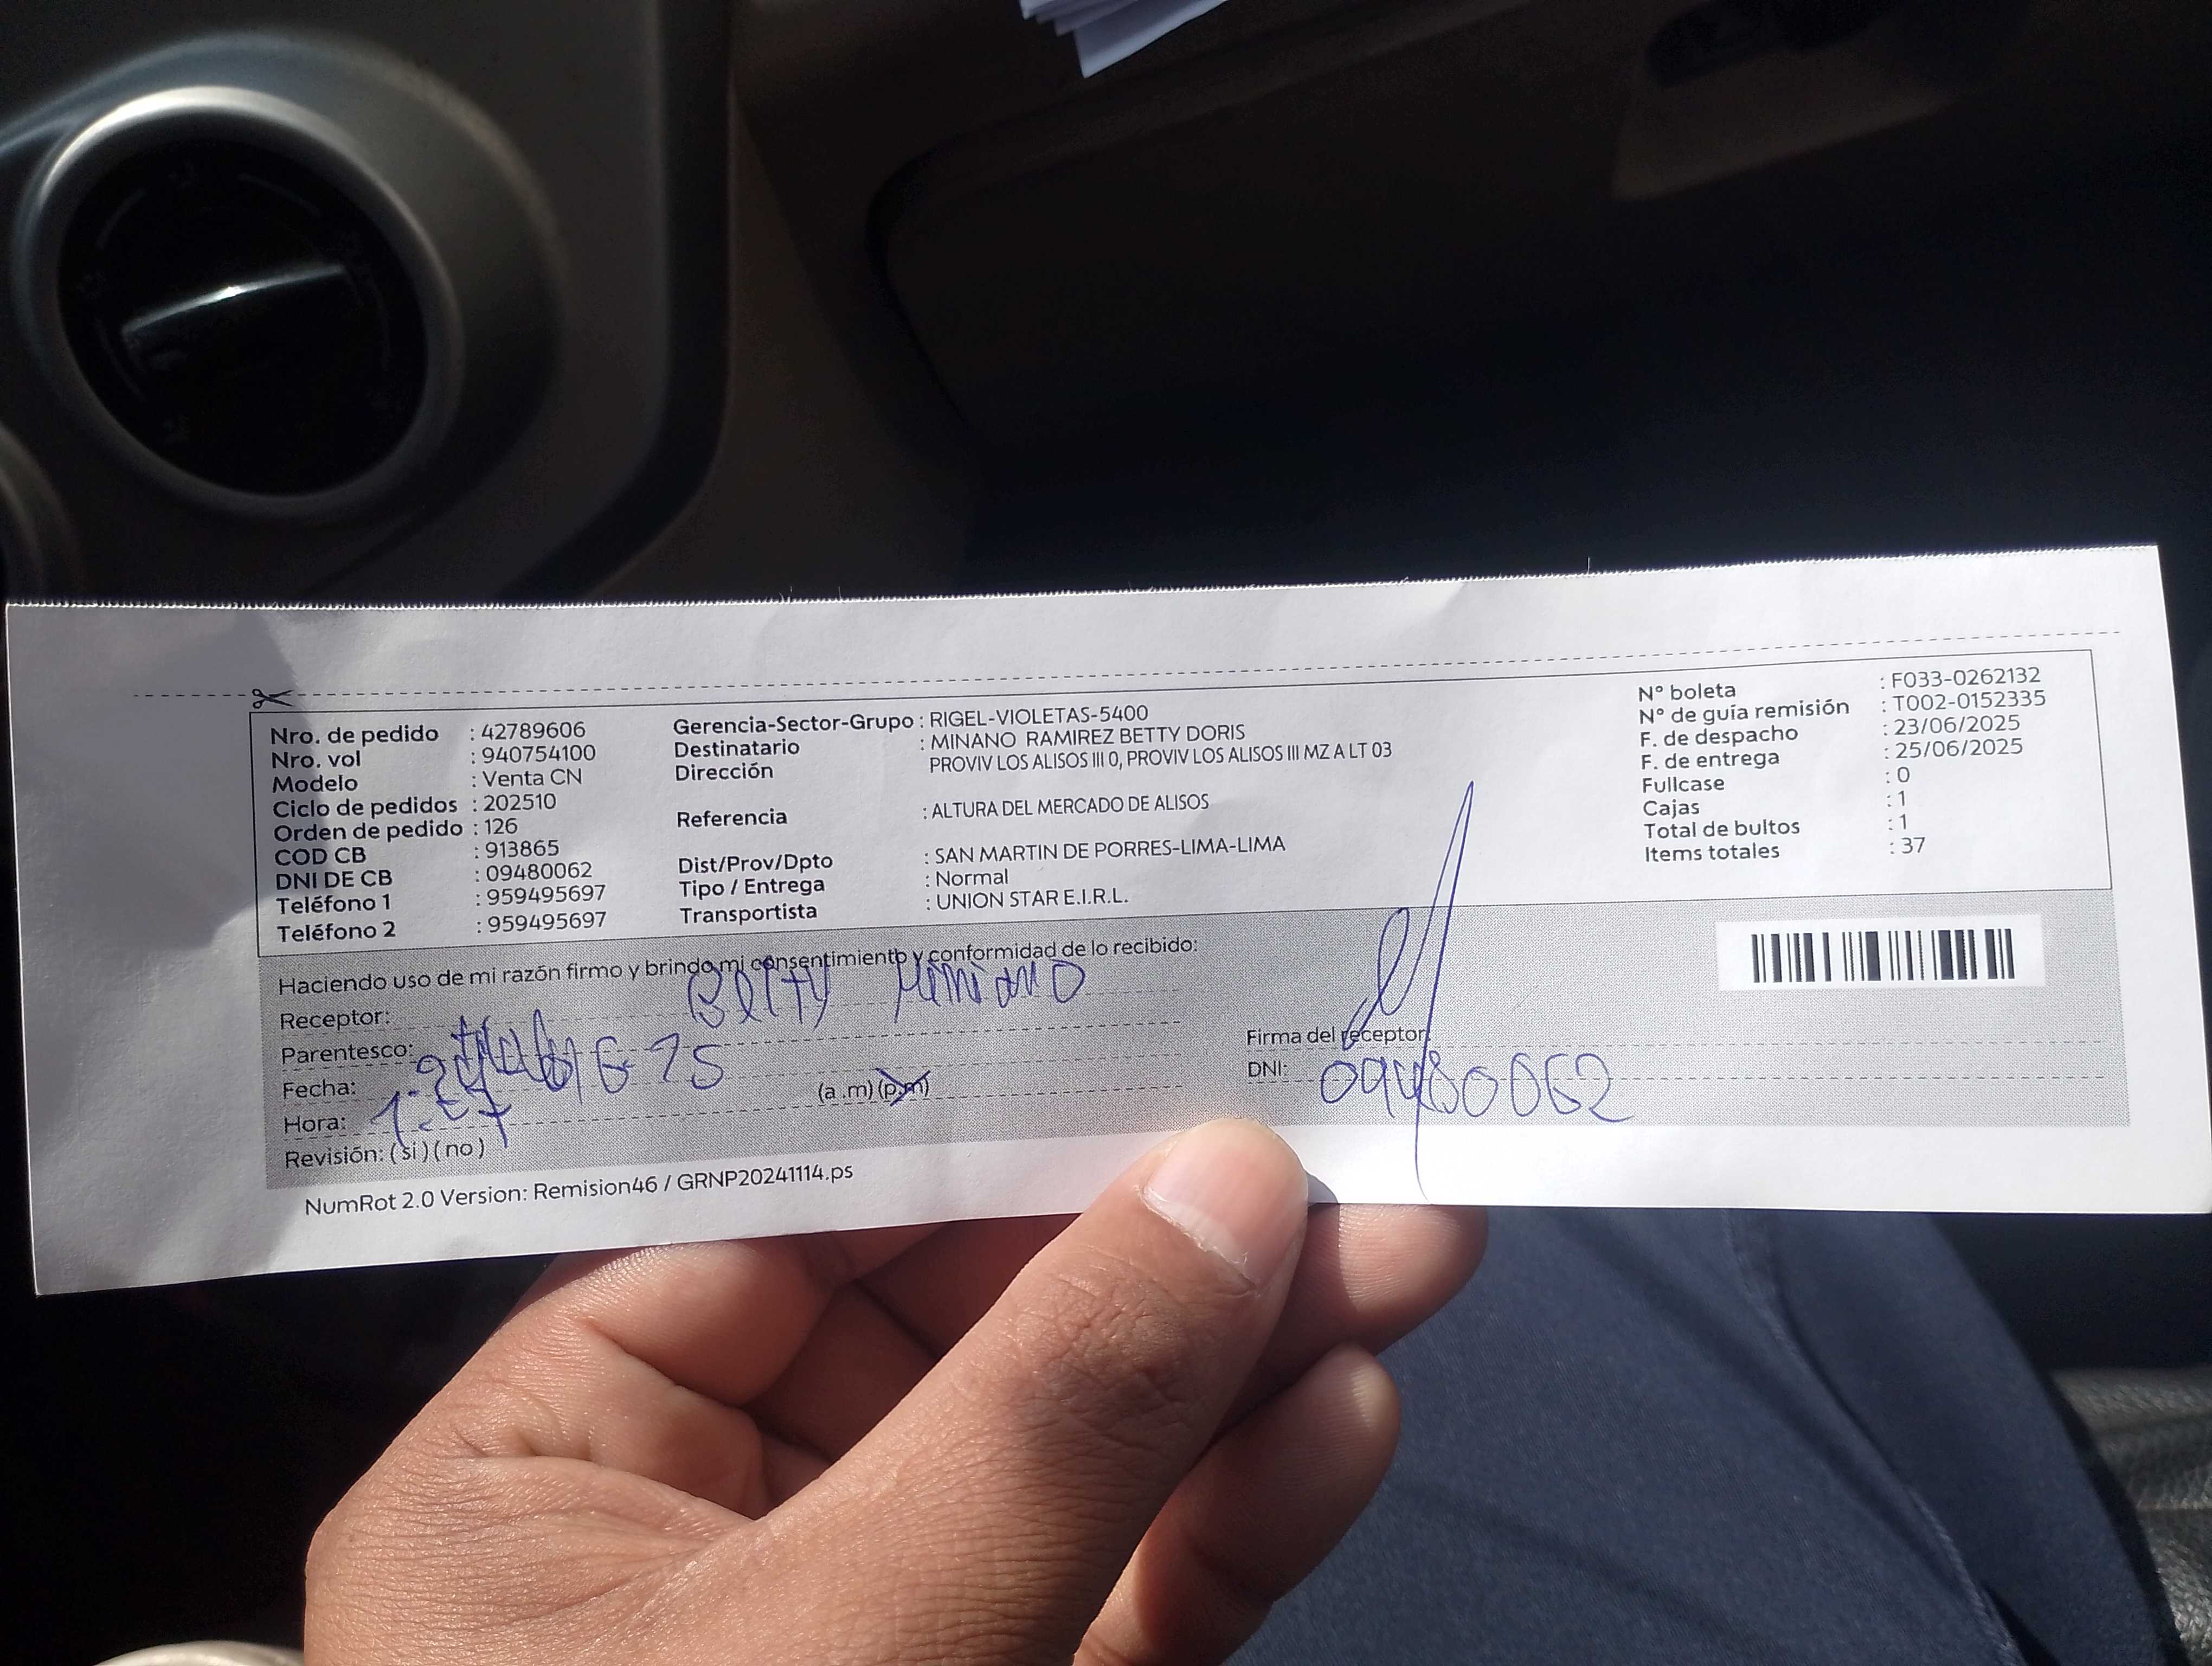 Nro. de pedido : 42789606
Nro. vol : 940754100
Modelo : Venta CN
Ciclo de pedidos : 202510
Orden de pedido : 126
COD CB : 913865
DNI DE CB : 09480062
Teléfono 1 : 959495697
Teléfono 2 : 959495697
Gerencia-Sector-Grupo : RIGEL-VIOLETAS-5400
Destinatario : MINANO RAMIREZ BETTY DORIS
Dirección PROVIV LOS ALISOS III 0, PROVIV LOS ALISOS III MZ A LT 03
Referencia : ALTURA DEL MERCADO DE ALISOS
Dist/Prov/Dpto : SAN MARTIN DE PORRES-LIMA-LIMA
Tipo / Entrega : Normal
Transportista : UNION STAR E.I.R.L.
N° boleta : F033-0262132
N° de guía remisión : T002-0152335
F. de despacho : 23/06/2025
F. de entrega : 25/06/2025
Fullcase : 0
Cajas : 1
Total de bultos : 1
Items totales : 37
Haciendo uso de mi razón firmo y brindo mi consentimiento y conformidad de lo recibido:
Receptor: Betty Miniano
Parentesco:
Fecha:
Hora: (a .m) (p.m)
Revisión: ( si ) ( no )
Firma del receptor
DNI: 09480062
NumRot 2.0 Version: Remision46 / GRNP20241114.ps